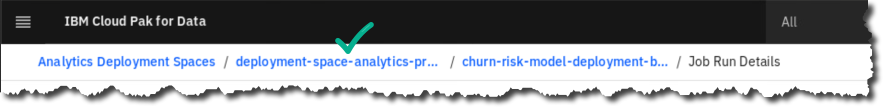 IBM Cloud Pak for Data All
Analytics Deployment Spaces / deployment-space-analytics-pr... / churn-risk-model-deployment-b... / Job Run Details